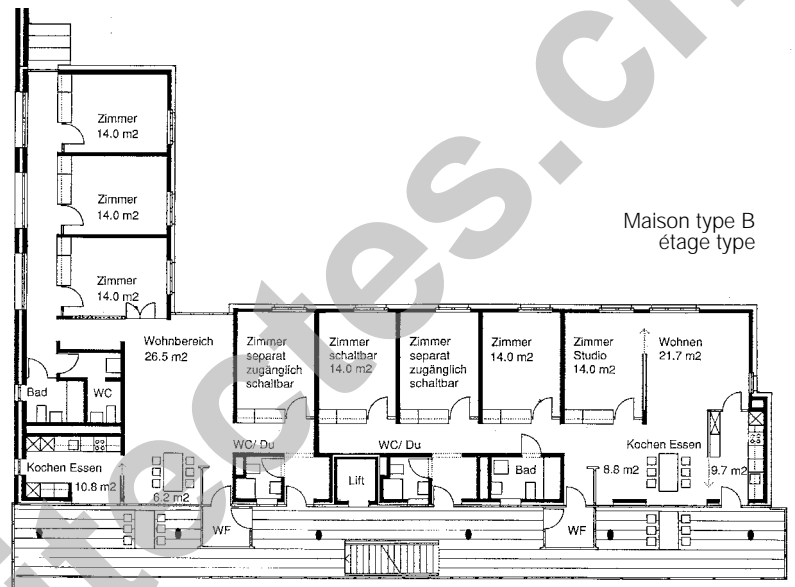 Zimmer
14.0 m2
Zimmer
14.0 m2
Zimmer
14.0 m2
Maison type B
étage type
Wohnbereich
26.5 m2
Zimmer
separat
zugänglich
schaltbar
Zimmer
schaltbar
14.0 m2
Zimmer
separat
zugänglich
schaltbar
Zimmer
14.0 m2
Zimmer
Studio
14.0 m2
Wohnen
21.7 m2
Bad
WC
WC/ Du
WC/ Du
Kochen Essen
Kochen Essen
10.8 m2
6.2 m2
Lift
Bad
8.8 m2
9.7 m2
WF
WF
itectes.ch